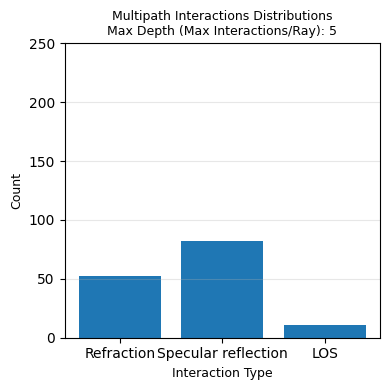 Multipath Interactions Distributions
Max Depth (Max Interactions/Ray): 5
250
200
150
100
50
0
Count
Refraction Specular reflection LOS
Interaction Type